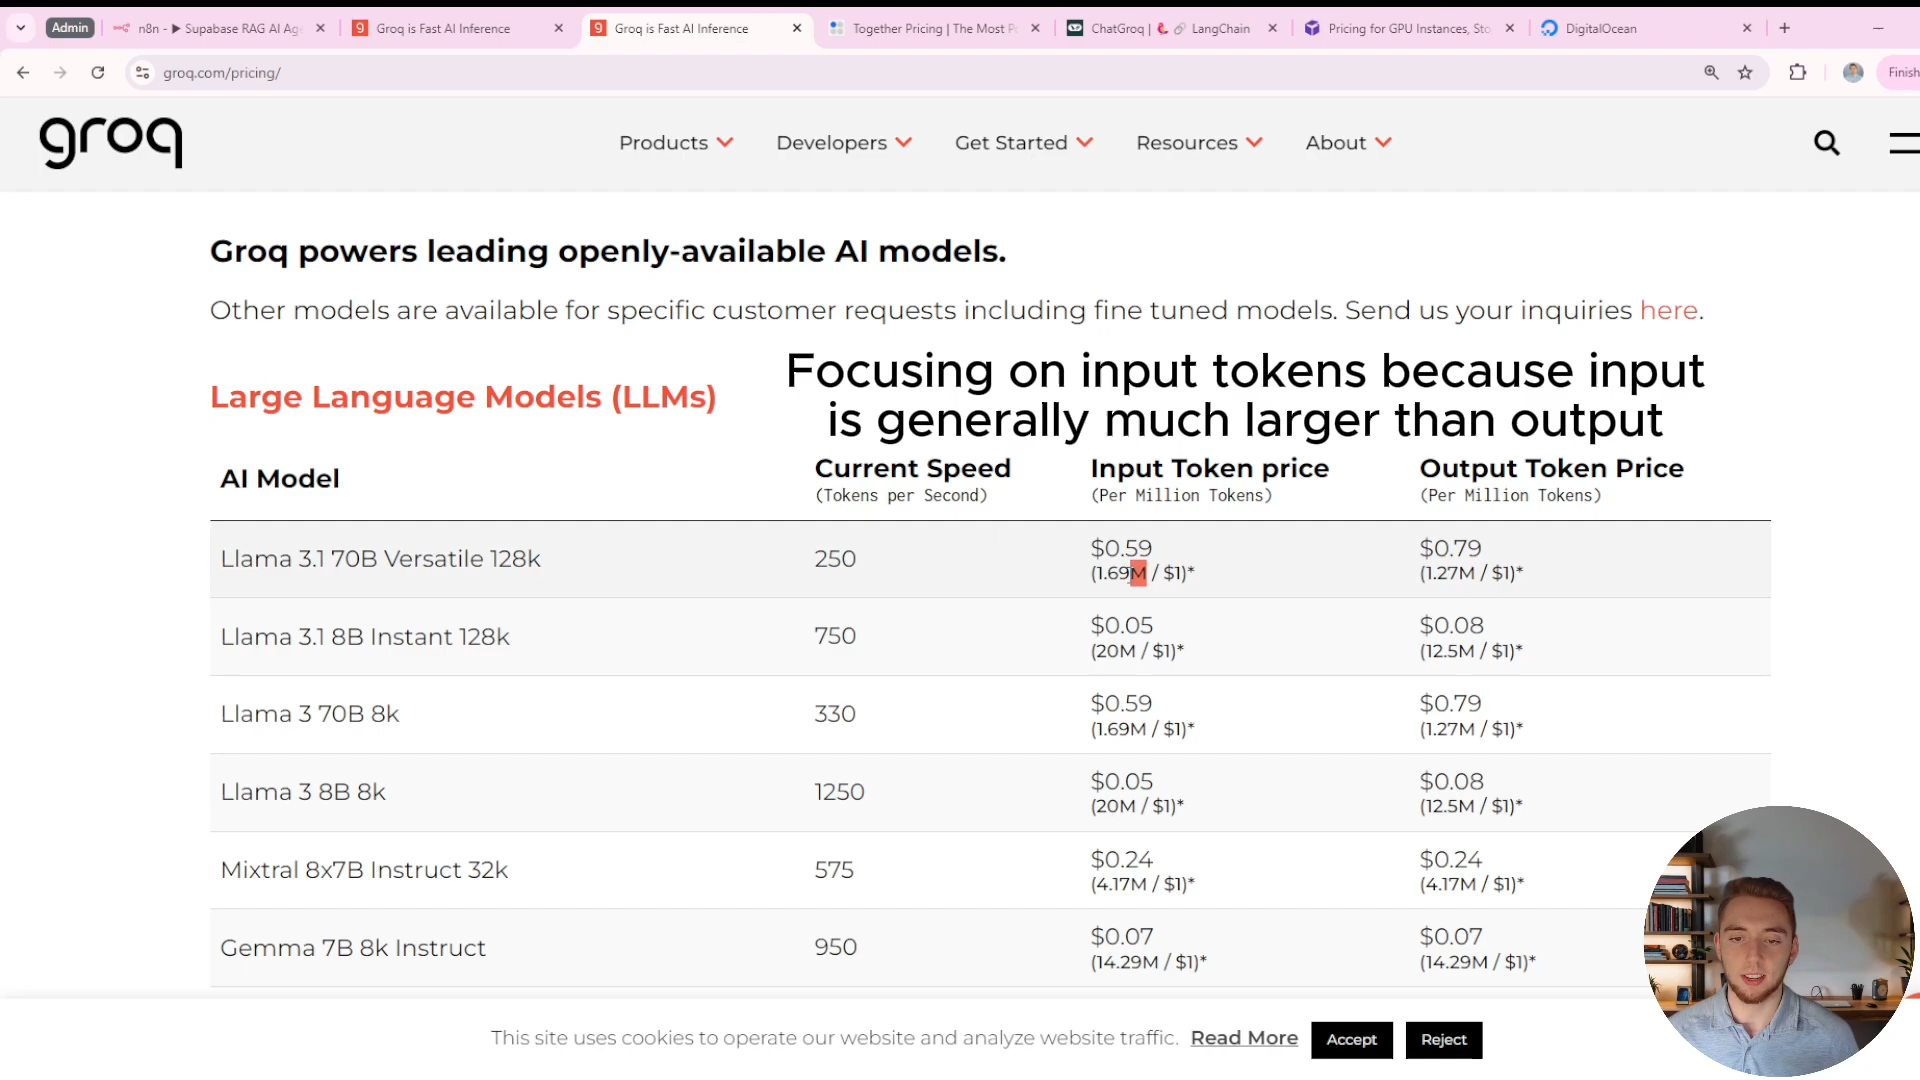 Admin
n8n - ▶ Supabase RAG AI Age
Groq is Fast AI Inference
Groq is Fast AI Inference
Together Pricing | The Most Po
ChatGroq | 🦜️🔗 LangChain
Pricing for GPU Instances, Sto
DigitalOcean
groq.com/pricing/
Finish
groq
Products
Developers
Get Started
Resources
About
Groq powers leading openly-available AI models.
Other models are available for specific customer requests including fine tuned models. Send us your inquiries here.
Focusing on input tokens because input
is generally much larger than output
Large Language Models (LLMs)
AI Model
Current Speed
(Tokens per Second)
Input Token price
(Per Million Tokens)
Output Token Price
(Per Million Tokens)
Llama 3.1 70B Versatile 128k
250
$0.59
(1.69M / $1)*
$0.79
(1.27M / $1)*
Llama 3.1 8B Instant 128k
750
$0.05
(20M / $1)*
$0.08
(12.5M / $1)*
Llama 3 70B 8k
330
$0.59
(1.69M / $1)*
$0.79
(1.27M / $1)*
Llama 3 8B 8k
1250
$0.05
(20M / $1)*
$0.08
(12.5M / $1)*
Mixtral 8x7B Instruct 32k
575
$0.24
(4.17M / $1)*
$0.24
(4.17M / $1)*
Gemma 7B 8k Instruct
950
$0.07
(14.29M / $1)*
$0.07
(14.29M / $1)*
This site uses cookies to operate our website and analyze website traffic. Read More
Accept
Reject